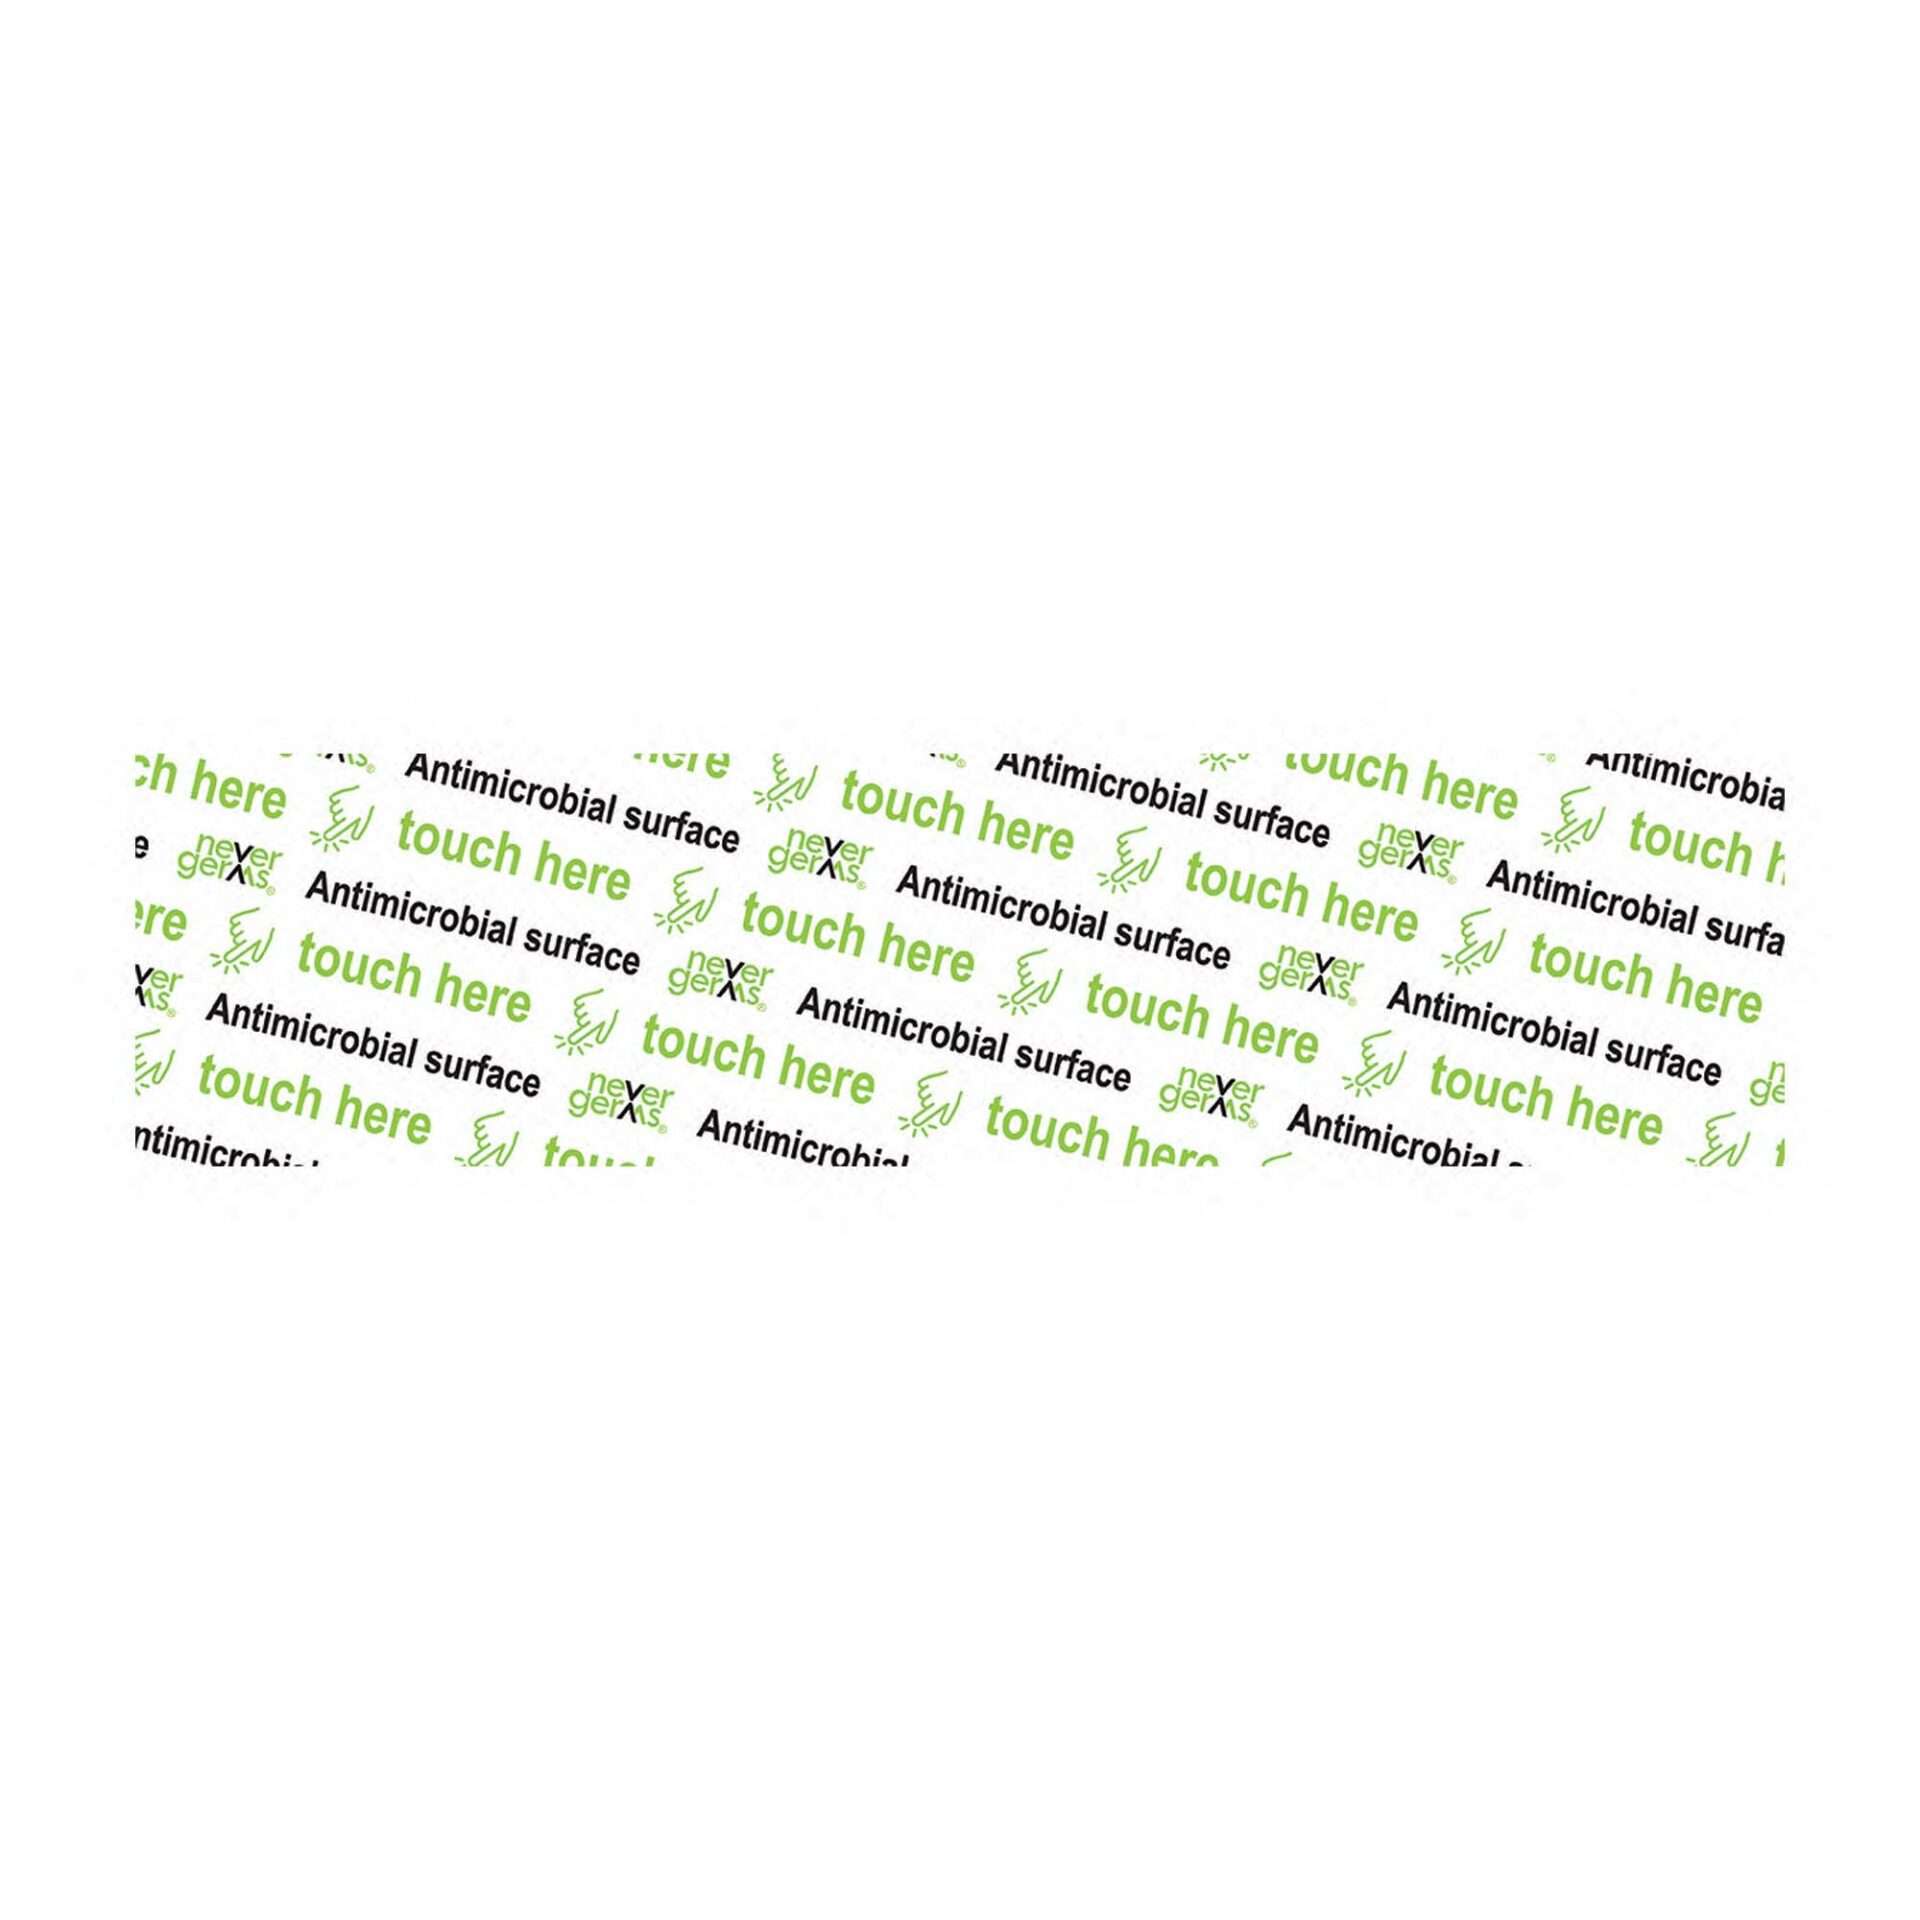 Antimicrobia
touch here touch h
Antimicrobial surface never germs® Antimicrobial surfa
here touch here touch here touch here
Antimicrobial surface never germs® Antimicrobial surface never germs® Antimicrobial surface
ch here touch here touch here touch here touch here
e never germs® Antimicrobial surface never germs® Antimicrobial surface never germs® Antimicrobial
ere touch here touch here touch here
ver ms® Antimicrobial surface never germs® Antimicrobial
touch here touch
ntimicrobial